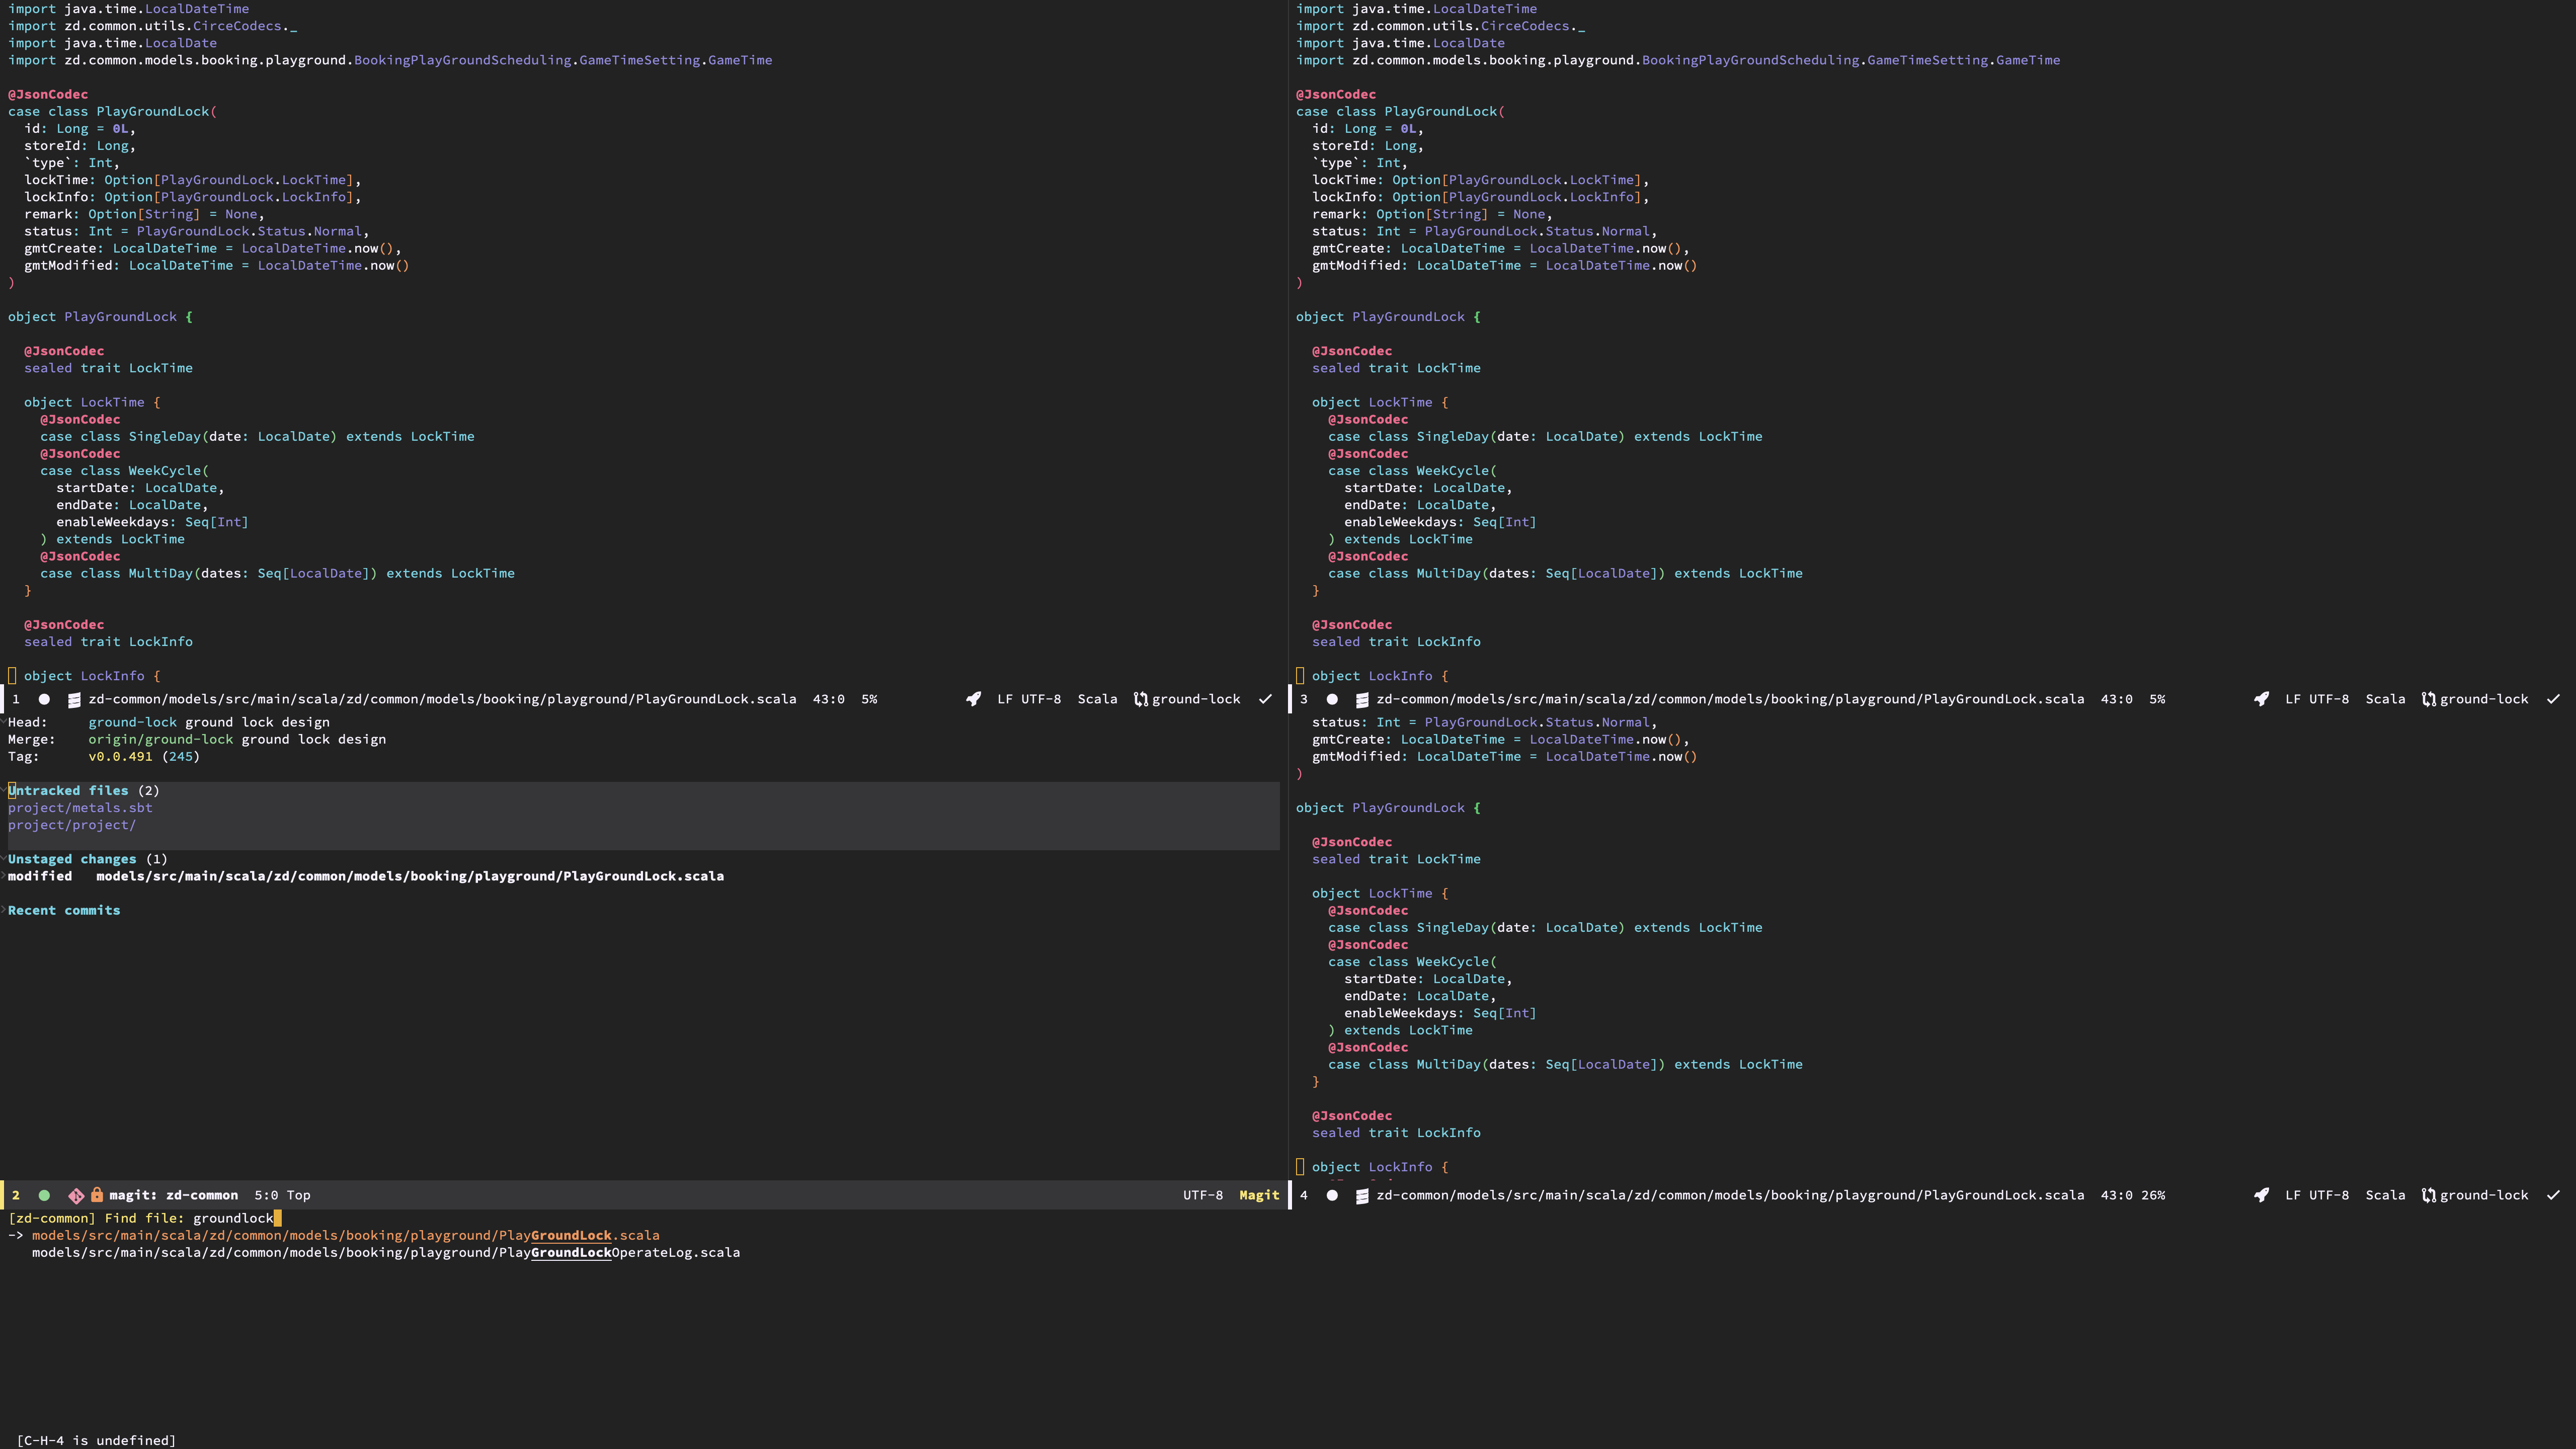 import java.time.LocalDateTime
import zd.common.utils.CirceCodecs._
import java.time.LocalDate
import zd.common.models.booking.playground.BookingPlayGroundScheduling.GameTimeSetting.GameTime
@JsonCodec
case class PlayGroundLock(
id: Long = 0L,
storeId: Long,
`type`: Int,
lockTime: Option[PlayGroundLock.LockTime],
lockInfo: Option[PlayGroundLock.LockInfo],
remark: Option[String] = None,
status: Int = PlayGroundLock.Status.Normal,
gmtCreate: LocalDateTime = LocalDateTime.now(),
gmtModified: LocalDateTime = LocalDateTime.now()
)
object PlayGroundLock {
@JsonCodec
sealed trait LockTime
object LockTime {
@JsonCodec
case class SingleDay(date: LocalDate) extends LockTime
@JsonCodec
case class WeekCycle(
startDate: LocalDate,
endDate: LocalDate,
enableWeekdays: Seq[Int]
) extends LockTime
@JsonCodec
case class MultiDay(dates: Seq[LocalDate]) extends LockTime
}
@JsonCodec
sealed trait LockInfo
object LockInfo {
1 zd-common/models/src/main/scala/zd/common/models/booking/playground/PlayGroundLock.scala 43:0 5% LF UTF-8 Scala ground-lock
Head: ground-lock ground lock design
Merge: origin/ground-lock ground lock design
Tag: v0.0.491 (245)
Untracked files (2)
project/metals.sbt
project/project/
Unstaged changes (1)
modified models/src/main/scala/zd/common/models/booking/playground/PlayGroundLock.scala
Recent commits
2 magit: zd-common 5:0 Top UTF-8 Magit
import java.time.LocalDateTime
import zd.common.utils.CirceCodecs._
import java.time.LocalDate
import zd.common.models.booking.playground.BookingPlayGroundScheduling.GameTimeSetting.GameTime
@JsonCodec
case class PlayGroundLock(
id: Long = 0L,
storeId: Long,
`type`: Int,
lockTime: Option[PlayGroundLock.LockTime],
lockInfo: Option[PlayGroundLock.LockInfo],
remark: Option[String] = None,
status: Int = PlayGroundLock.Status.Normal,
gmtCreate: LocalDateTime = LocalDateTime.now(),
gmtModified: LocalDateTime = LocalDateTime.now()
)
object PlayGroundLock {
@JsonCodec
sealed trait LockTime
object LockTime {
@JsonCodec
case class SingleDay(date: LocalDate) extends LockTime
@JsonCodec
case class WeekCycle(
startDate: LocalDate,
endDate: LocalDate,
enableWeekdays: Seq[Int]
) extends LockTime
@JsonCodec
case class MultiDay(dates: Seq[LocalDate]) extends LockTime
}
@JsonCodec
sealed trait LockInfo
object LockInfo {
3 zd-common/models/src/main/scala/zd/common/models/booking/playground/PlayGroundLock.scala 43:0 5% LF UTF-8 Scala ground-lock
status: Int = PlayGroundLock.Status.Normal,
gmtCreate: LocalDateTime = LocalDateTime.now(),
gmtModified: LocalDateTime = LocalDateTime.now()
)
object PlayGroundLock {
@JsonCodec
sealed trait LockTime
object LockTime {
@JsonCodec
case class SingleDay(date: LocalDate) extends LockTime
@JsonCodec
case class WeekCycle(
startDate: LocalDate,
endDate: LocalDate,
enableWeekdays: Seq[Int]
) extends LockTime
@JsonCodec
case class MultiDay(dates: Seq[LocalDate]) extends LockTime
}
@JsonCodec
sealed trait LockInfo
object LockInfo {
4 zd-common/models/src/main/scala/zd/common/models/booking/playground/PlayGroundLock.scala 43:0 26% LF UTF-8 Scala ground-lock
[zd-common] Find file: groundlock
-> models/src/main/scala/zd/common/models/booking/playground/PlayGroundLock.scala
models/src/main/scala/zd/common/models/booking/playground/PlayGroundLockOperateLog.scala
[C-H-4 is undefined]